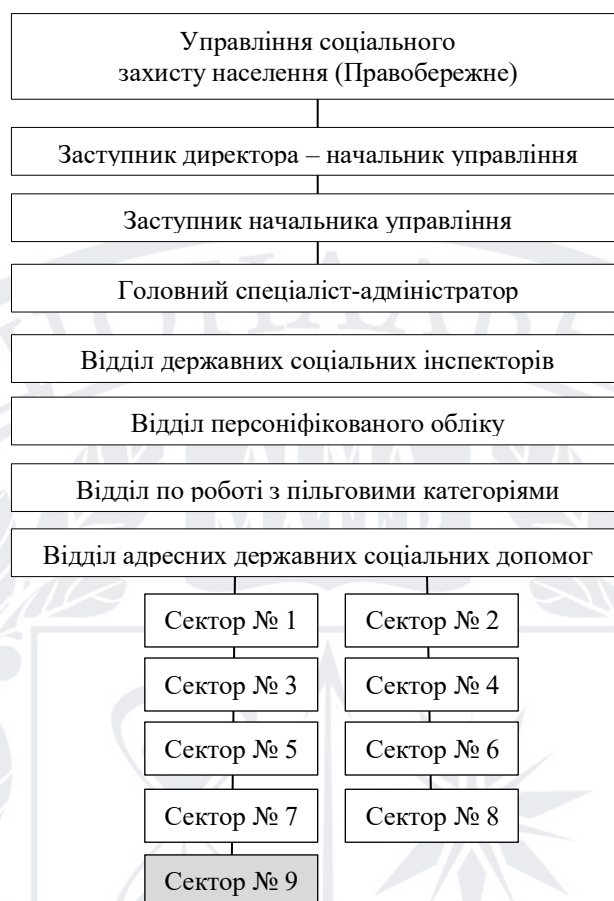 Управління соціального
захисту населення (Правобережне)
Заступник директора – начальник управління
Заступник начальника управління
Головний спеціаліст-адміністратор
Відділ державних соціальних інспекторів
Відділ персоніфікованого обліку
Відділ по роботі з пільговими категоріями
Відділ адресних державних соціальних допомог
Сектор № 1
Сектор № 2
Сектор № 3
Сектор № 4
Сектор № 5
Сектор № 6
Сектор № 7
Сектор № 8
Сектор № 9